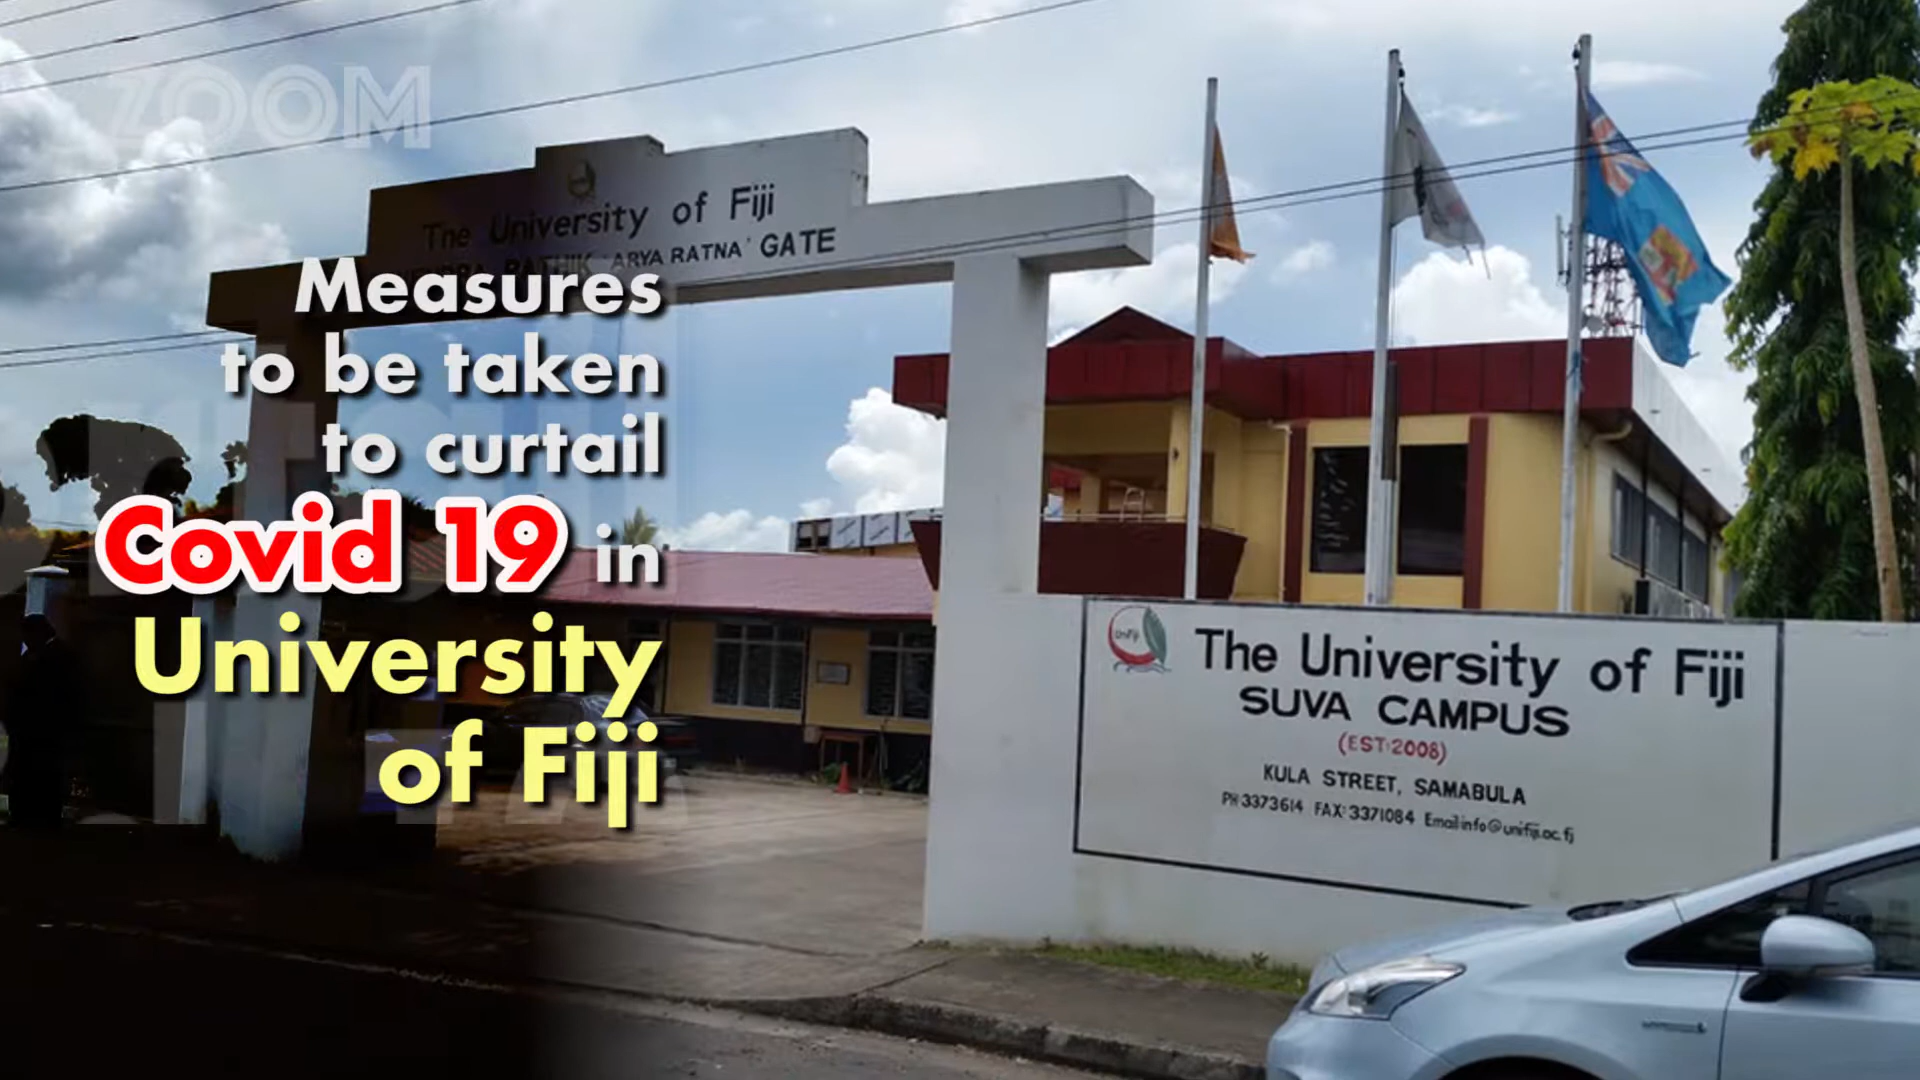 ZOOM
The University of Fiji
PATHIK 'ARYA RATNA' GATE
Measures
to be taken
to curtail
Covid 19 in
University
of Fiji
UniFiji
The University of Fiji
SUVA CAMPUS
(EST:2008)
KULA STREET, SAMABULA
PH:3373614 FAX:3371084 Email:info@unifiji.ac.fj